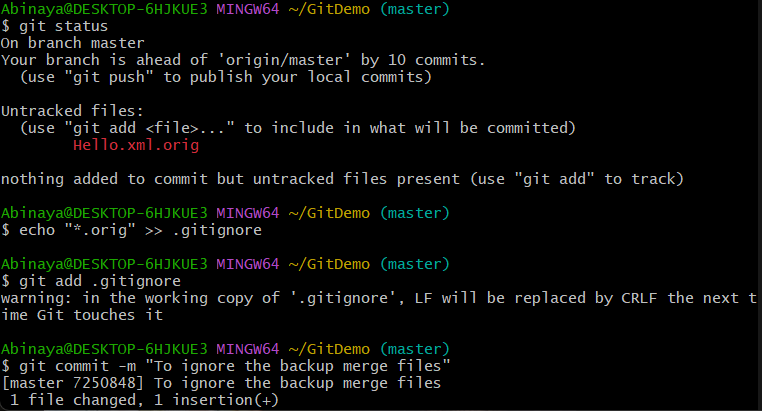 Abinaya@DESKTOP-6HJKUE3 MINGW64 ~/GitDemo (master)
$ git status
On branch master
Your branch is ahead of 'origin/master' by 10 commits.
  (use "git push" to publish your local commits)

Untracked files:
  (use "git add <file>..." to include in what will be committed)
        Hello.xml.orig

nothing added to commit but untracked files present (use "git add" to track)

Abinaya@DESKTOP-6HJKUE3 MINGW64 ~/GitDemo (master)
$ echo "*.orig" >> .gitignore

Abinaya@DESKTOP-6HJKUE3 MINGW64 ~/GitDemo (master)
$ git add .gitignore
warning: in the working copy of '.gitignore', LF will be replaced by CRLF the next t
ime Git touches it

Abinaya@DESKTOP-6HJKUE3 MINGW64 ~/GitDemo (master)
$ git commit -m "To ignore the backup merge files"
[master 7250848] To ignore the backup merge files
 1 file changed, 1 insertion(+)